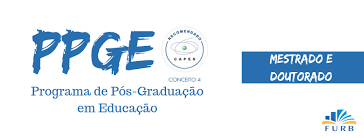 PPGE
RECOMENDADO
CAPES
CONCEITO 4
Programa de Pós-Graduação
em Educação
MESTRADO E
DOUTORADO
FURB